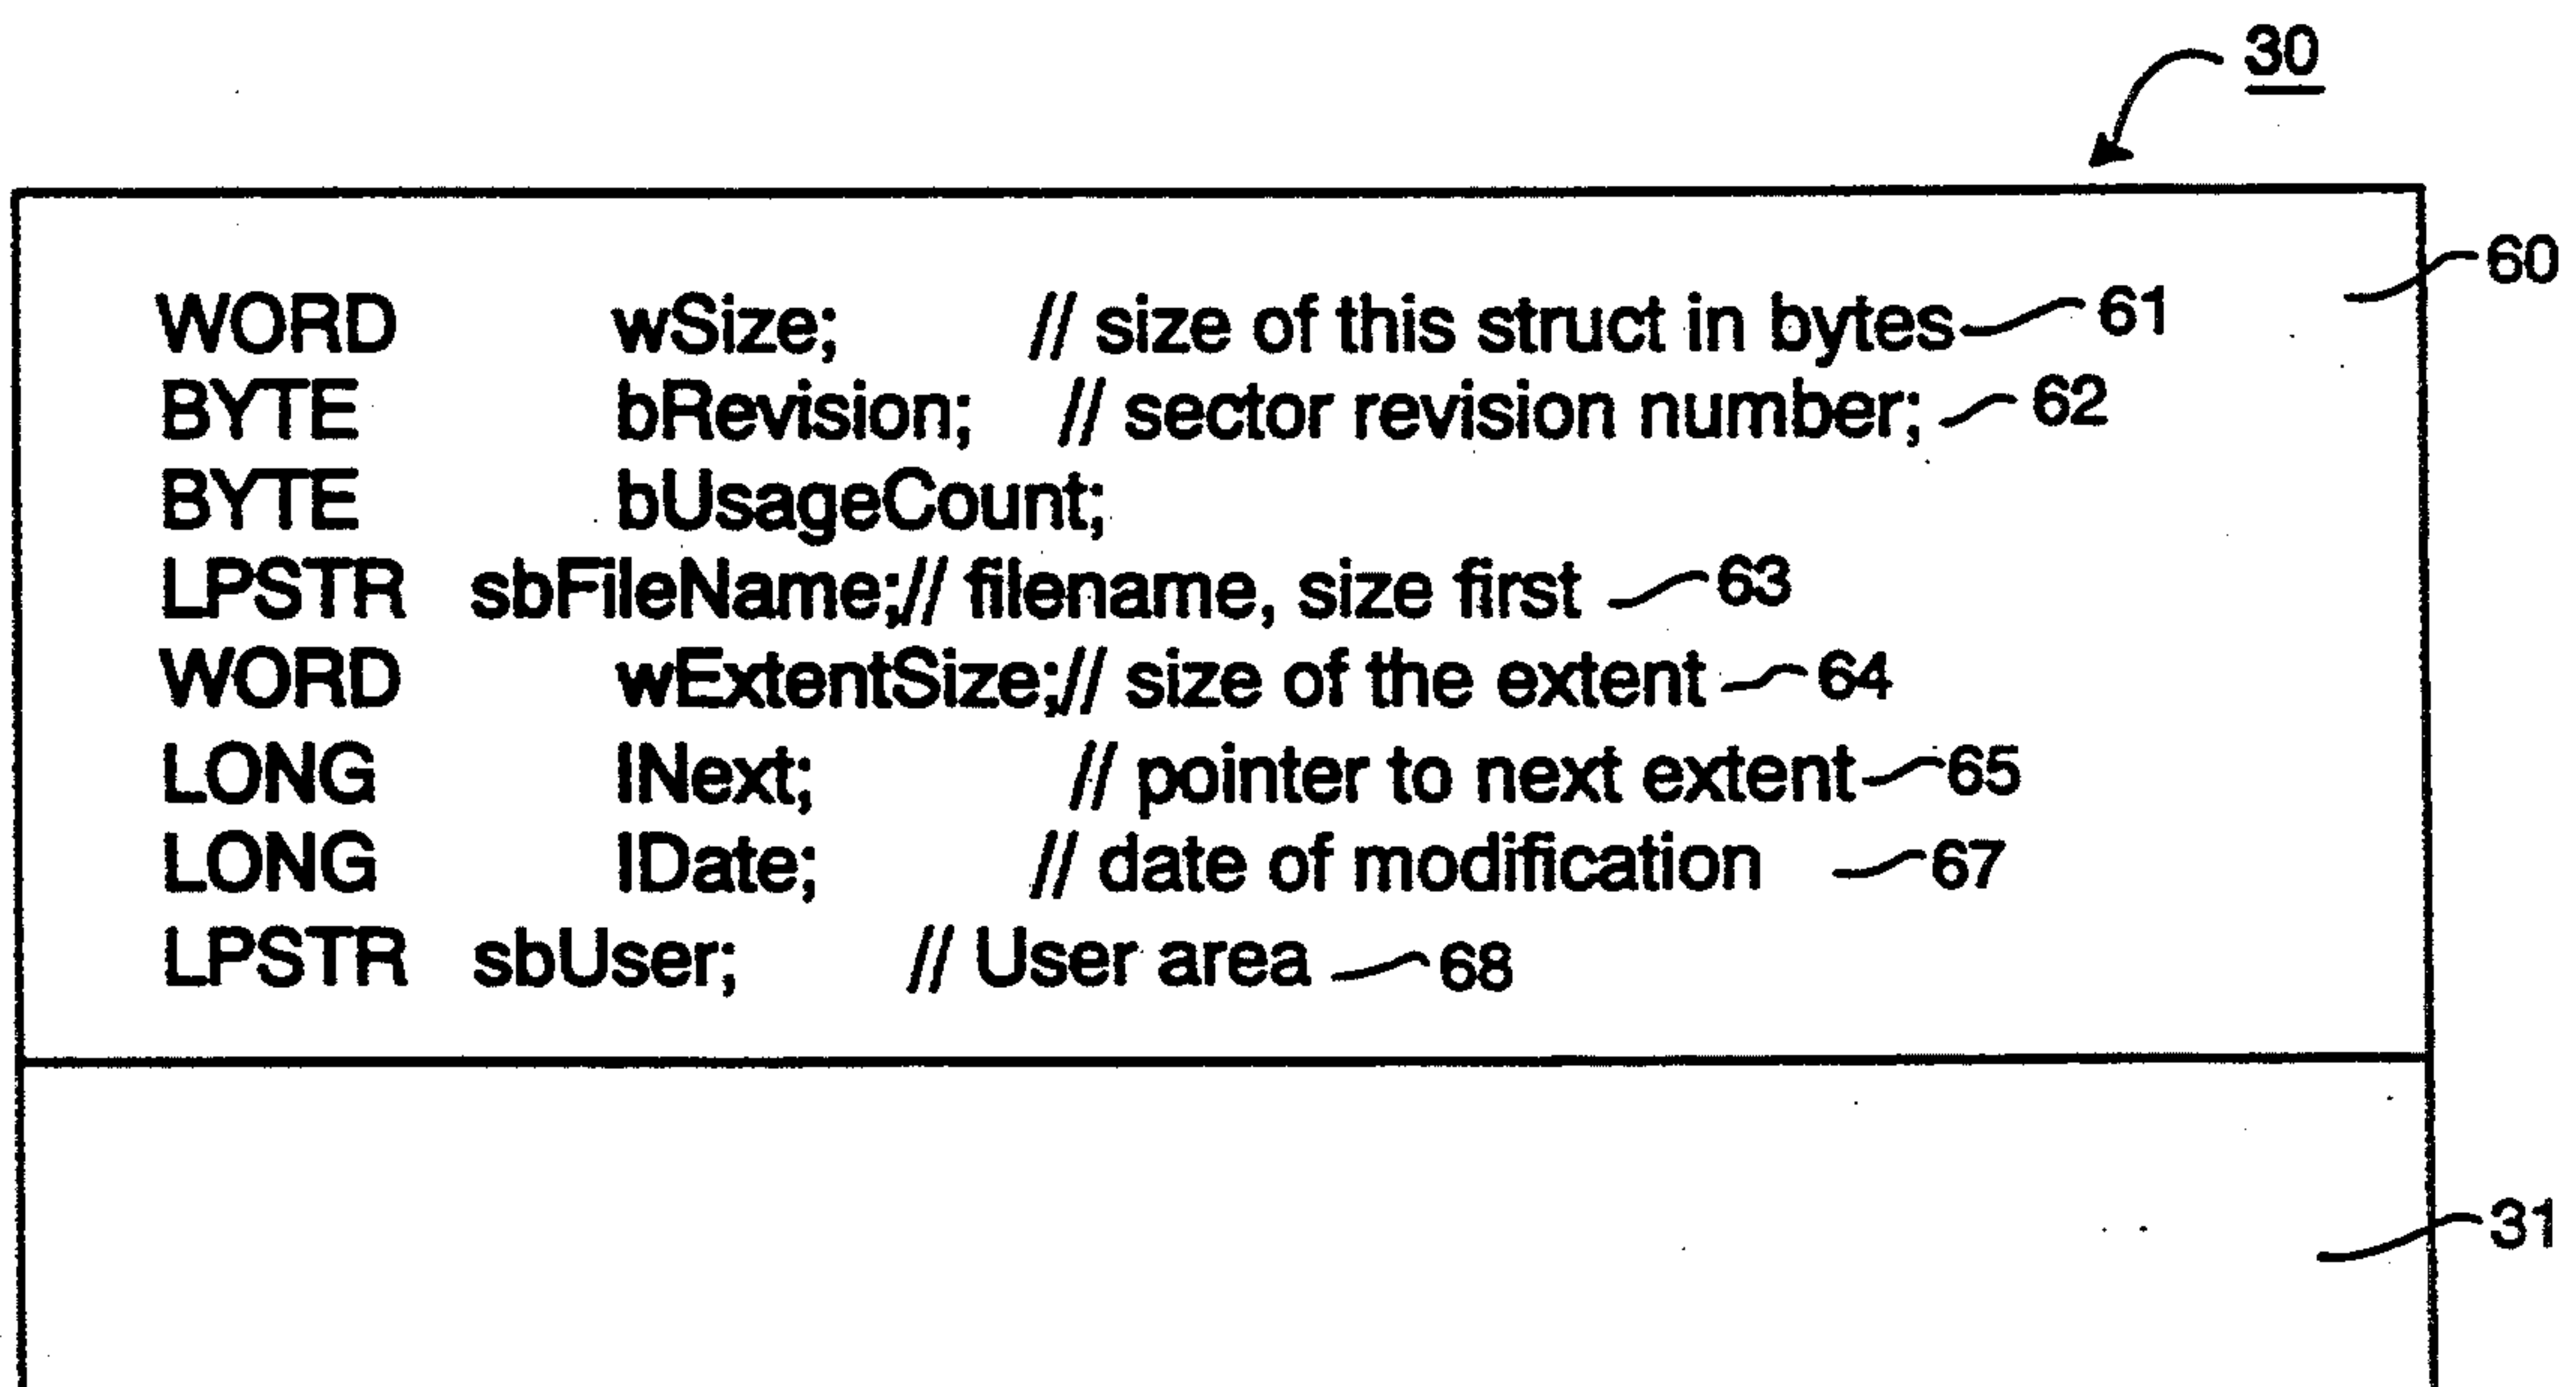 30
60
WORD wSize; // size of this struct in bytes 61
BYTE bRevision; // sector revision number; 62
BYTE bUsageCount;
LPSTR sbFileName;// filename, size first 63
WORD wExtentSize;// size of the extent 64
LONG lNext; // pointer to next extent 65
LONG lDate; // date of modification 67
LPSTR sbUser; // User area 68
31